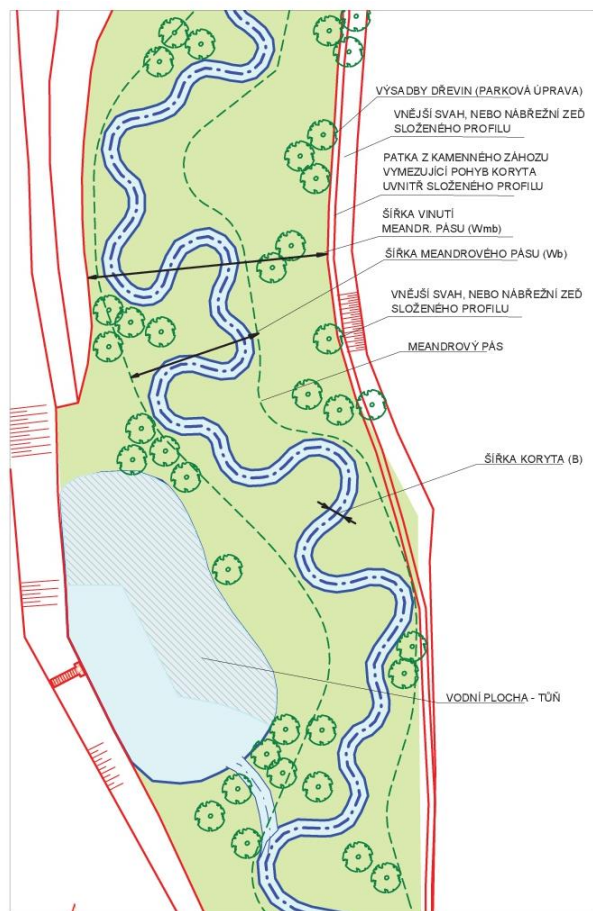 VÝSADBY DŘEVIN (PARKOVÁ ÚPRAVA)
VNĚJŠÍ SVAH, NEBO NÁBŘEŽNÍ ZEĎ
SLOŽENÉHO PROFILU
PATKA Z KAMENNÉHO ZÁHOZU
VYMEZUJÍCÍ POHYB KORYTA
UVNITŘ SLOŽENÉHO PROFILU
ŠÍŘKA VINUTÍ
MEANDR. PÁSU (Wmb)
ŠÍŘKA MEANDROVÉHO PÁSU (Wb)
VNĚJŠÍ SVAH, NEBO NÁBŘEŽNÍ ZEĎ
SLOŽENÉHO PROFILU
MEANDROVÝ PÁS
ŠÍŘKA KORYTA (B)
VODNÍ PLOCHA - TŮŇ